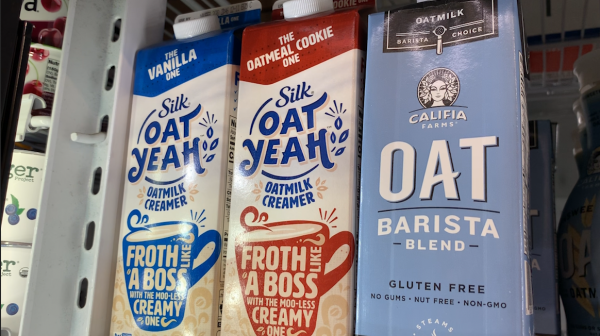 THE
VANILLA
ONE
Silk
OAT
YEAH
OATMILK
CREAMER
FROTH
LIKE
A BOSS
WITH THE MOO-LESS
CREAMY
ONE
THE
OATMEAL COOKIE
ONE
Silk
OAT
YEAH
OATMILK
CREAMER
FROTH
LIKE
A BOSS
WITH THE MOO-LESS
CREAMY
ONE
OATMILK
BARISTA CHOICE
CALIFIA
FARMS
OAT
BARISTA
BLEND
GLUTEN FREE
NO GUMS • NUT FREE • NON-GMO
STEAMS